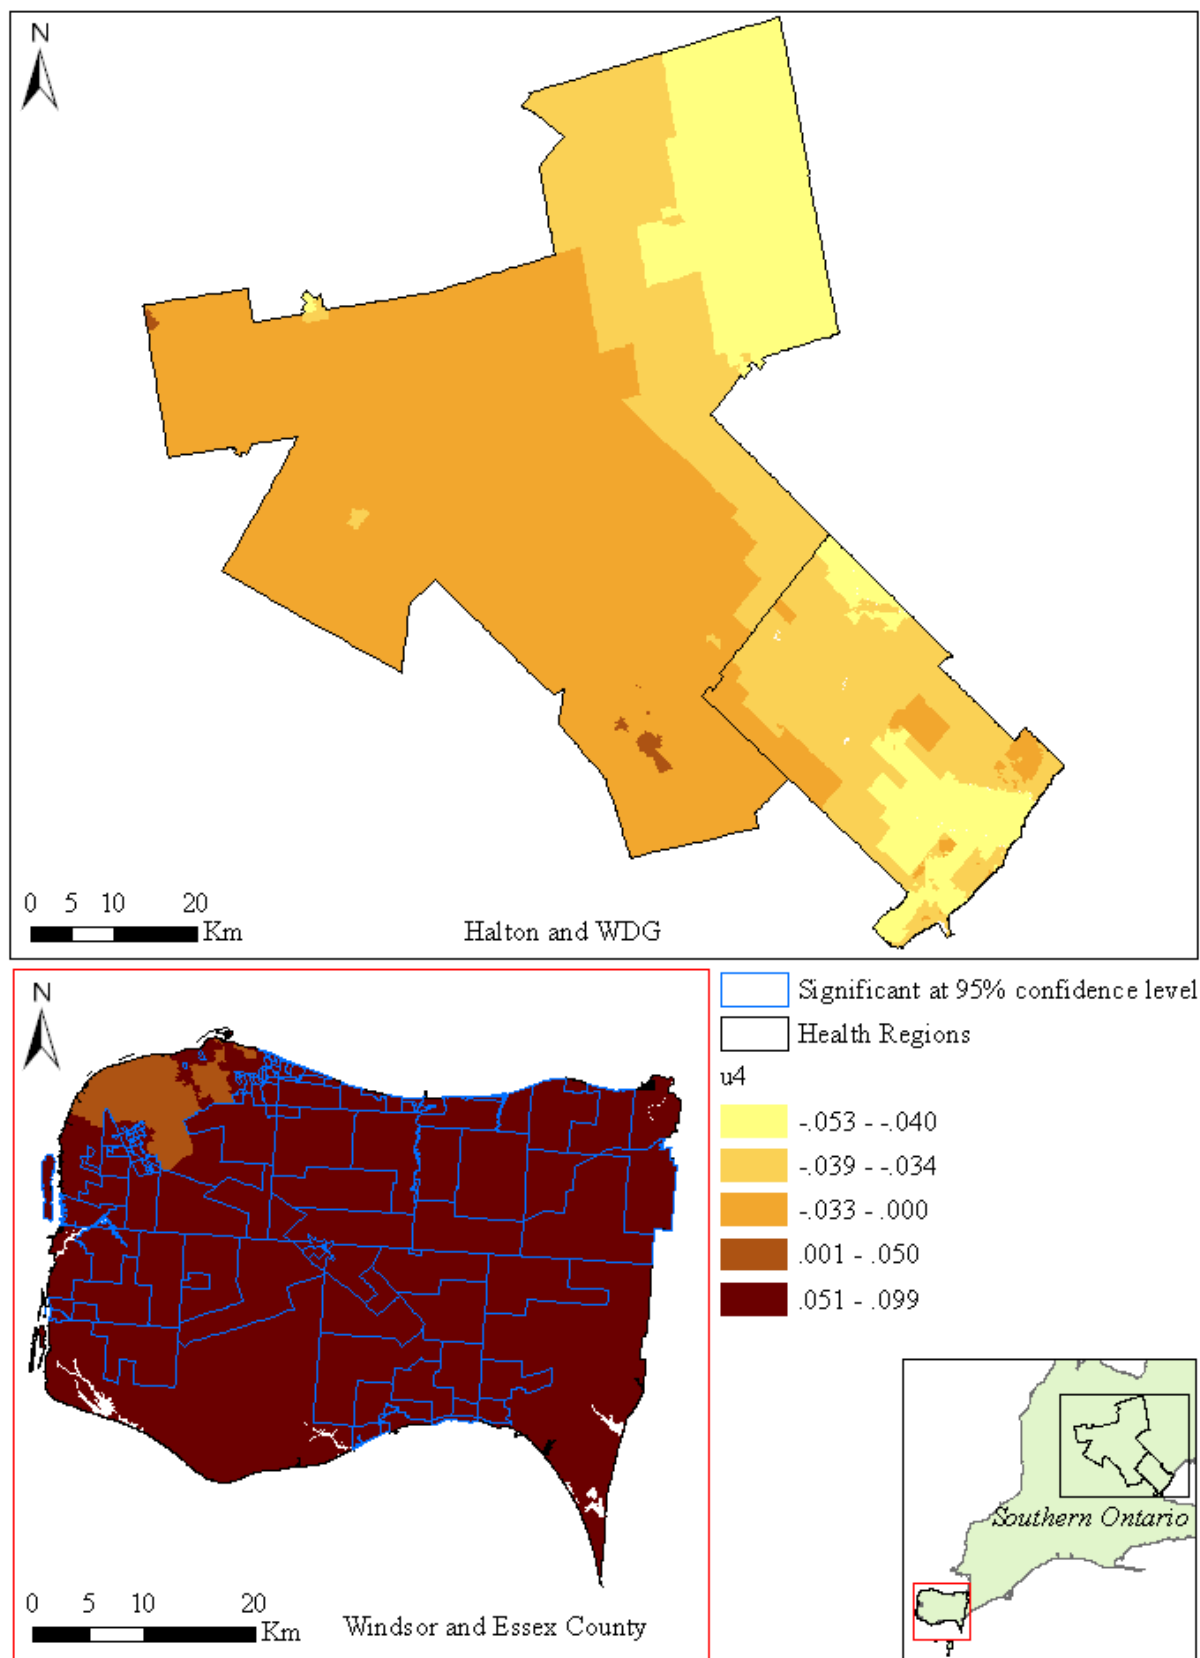 N
0 5 10 20
Km
Halton and WDG
N
0 5 10 20
Km
Windsor and Essex County
Significant at 95% confidence level
Health Regions
u4
-.053 - -.040
-.039 - -.034
-.033 - .000
.001 - .050
.051 - .099
Southern Ontario